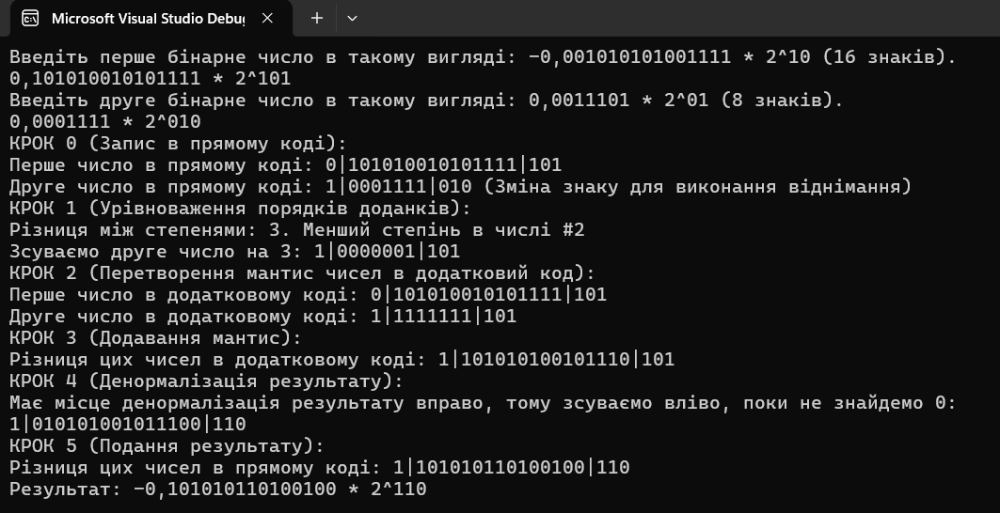 Microsoft Visual Studio Debug
Введіть перше бінарне число в такому вигляді: -0,001010101001111 * 2^10 (16 знаків).
0,101010010101111 * 2^101
Введіть друге бінарне число в такому вигляді: 0,0011101 * 2^01 (8 знаків).
0,0001111 * 2^010
КРОК 0 (Запис в прямому коді):
Перше число в прямому коді: 0|101010010101111|101
Друге число в прямому коді: 1|0001111|010 (Зміна знаку для виконання віднімання)
КРОК 1 (Урівноваження порядків доданків):
Різниця між степенями: 3. Менший степінь в числі #2
Зсуваємо друге число на 3: 1|0000001|101
КРОК 2 (Перетворення мантис чисел в додатковий код):
Перше число в додатковому коді: 0|101010010101111|101
Друге число в додатковому коді: 1|1111111|101
КРОК 3 (Додавання мантис):
Різниця цих чисел в додатковому коді: 1|101010100101110|101
КРОК 4 (Денормалізація результату):
Має місце денормалізація результату вправо, тому зсуваємо вліво, поки не знайдемо 0:
1|010101001011100|110
КРОК 5 (Подання результату):
Різниця цих чисел в прямому коді: 1|101010110100100|110
Результат: -0,101010110100100 * 2^110